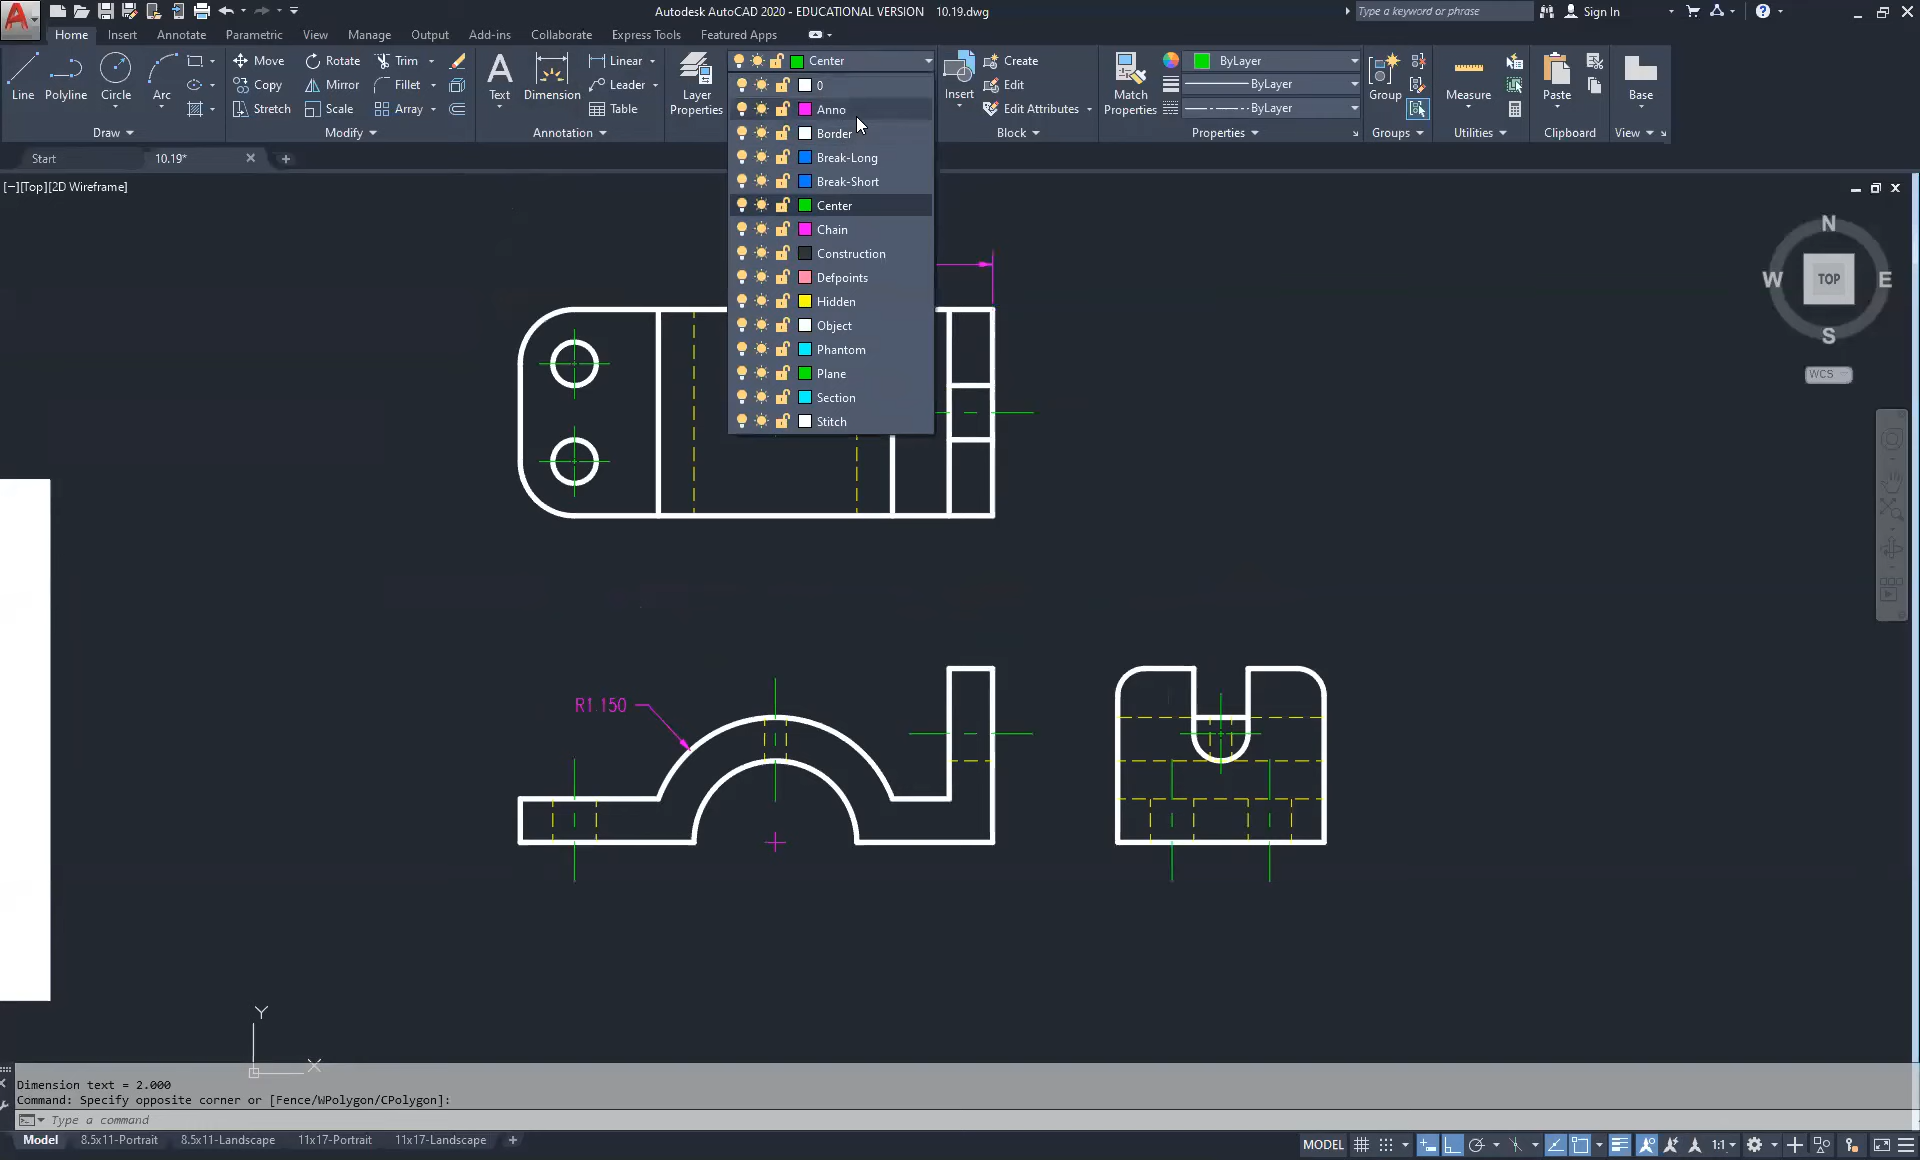 Autodesk AutoCAD 2020 - EDUCATIONAL VERSION 10.19.dwg
Type a keyword or phrase
Sign In
Home Insert Annotate Parametric View Manage Output Add-ins Collaborate Express Tools Featured Apps
Line
Polyline
Circle
Arc
Draw
Move
Copy
Stretch
Rotate
Mirror
Scale
Trim
Fillet
Array
Modify
Text
Dimension
Linear
Leader
Table
Annotation
Layer
Properties
Center
0
Anno
Border
Break-Long
Break-Short
Center
Chain
Construction
Defpoints
Hidden
Object
Phantom
Plane
Section
Stitch
Insert
Create
Edit
Edit Attributes
Block
Match
Properties
ByLayer
ByLayer
ByLayer
Properties
Group
Groups
Measure
Utilities
Paste
Clipboard
Base
View
Start
10.19*
[−][Top][2D Wireframe]
N
W
TOP
E
S
WCS
R1.150
Y
X
Dimension text = 2.000
Command: Specify opposite corner or [Fence/WPolygon/CPolygon]:
Type a command
Model 8.5x11-Portrait 8.5x11-Landscape 11x17-Portrait 11x17-Landscape
MODEL
1:1